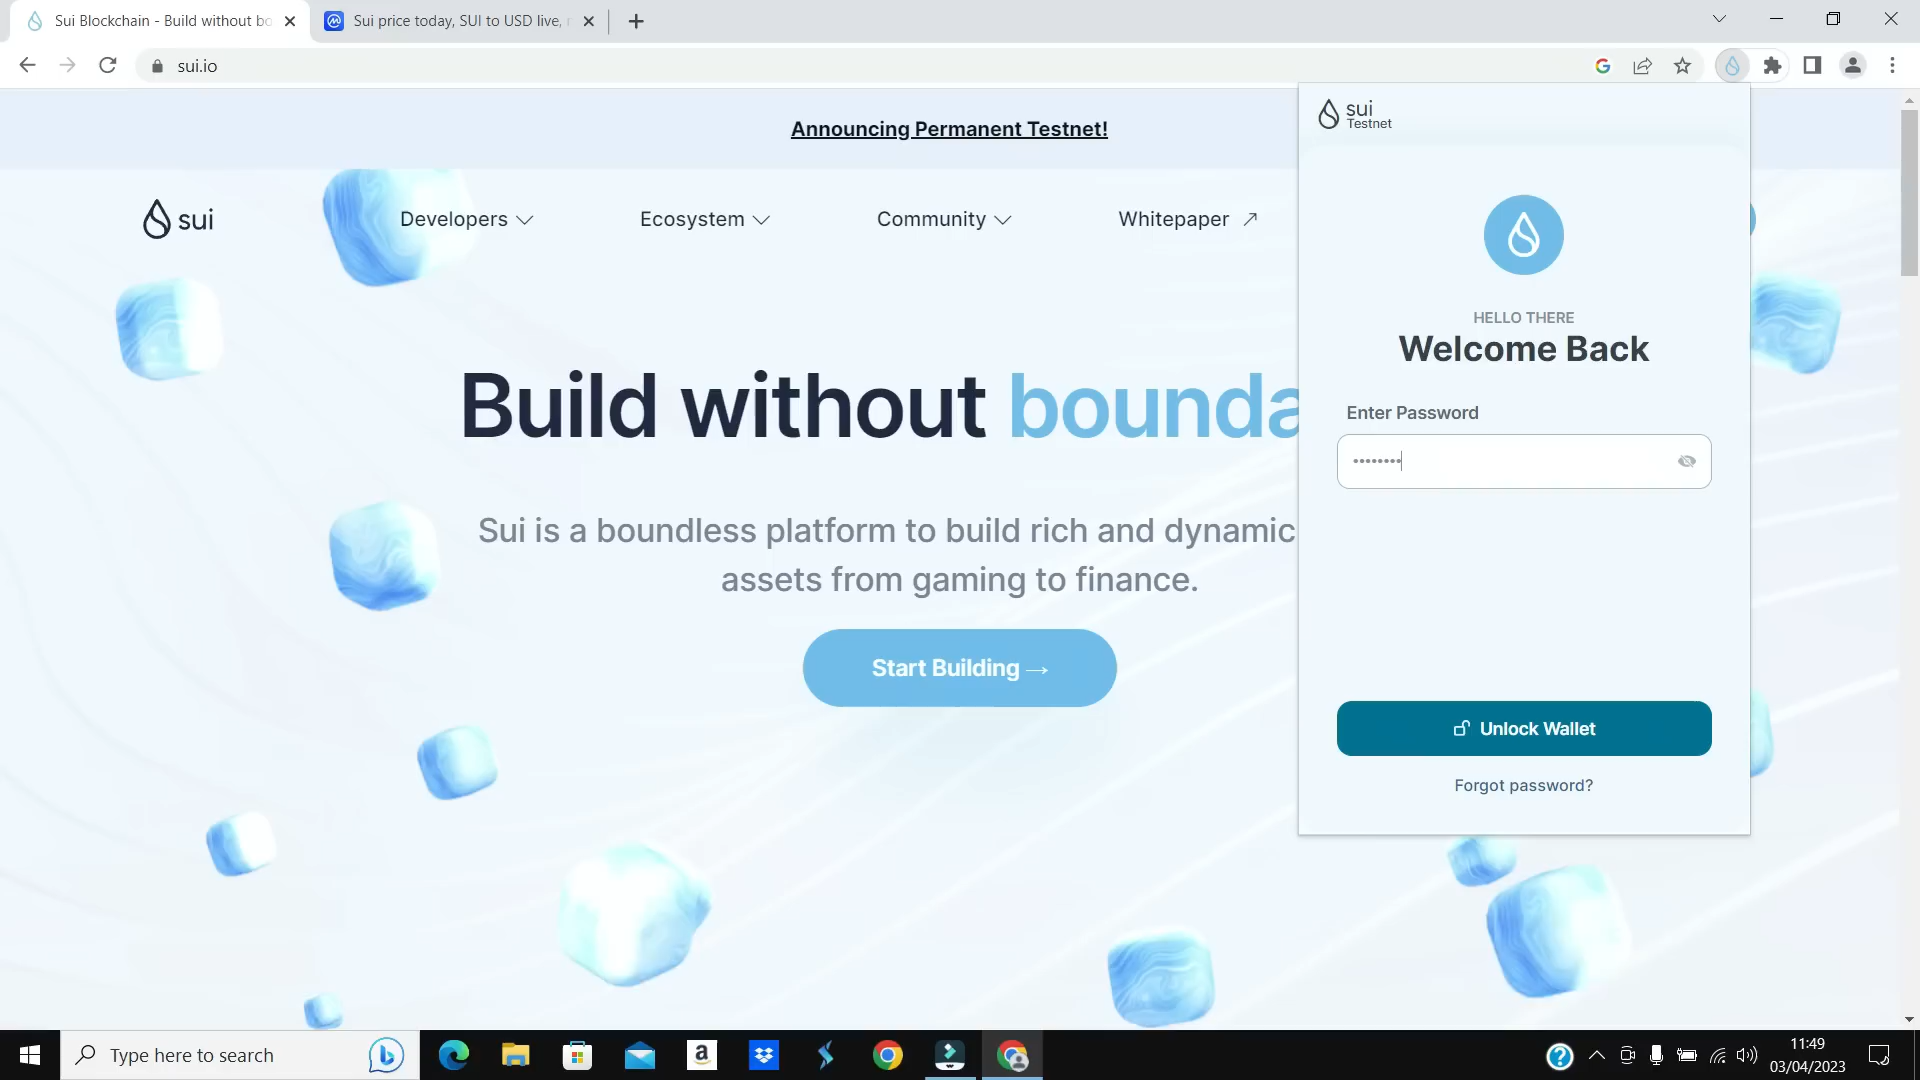 Sui Blockchain - Build without bo
Sui price today, SUI to USD live,
sui.io
Announcing Permanent Testnet!
sui
Developers
Ecosystem
Community
Whitepaper
Build without bounda
Sui is a boundless platform to build rich and dynamic
assets from gaming to finance.
Start Building →
sui
Testnet
HELLO THERE
Welcome Back
Enter Password
••••••••
Unlock Wallet
Forgot password?
Type here to search
11:49
03/04/2023